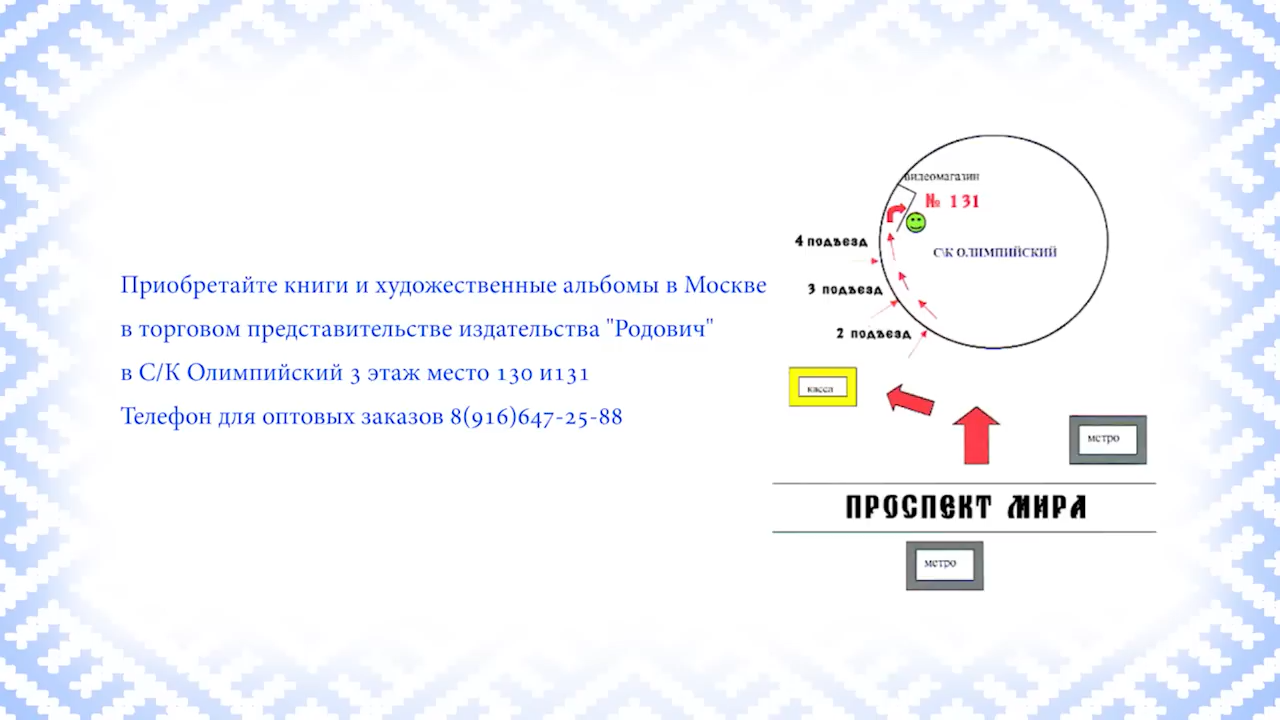 Приобретайте книги и художественные альбомы в Москве
в торговом представительстве издательства "Родович"
в С/К Олимпийский 3 этаж место 130 и131
Телефон для оптовых заказов 8(916)647-25-88
видеомагазин
№ 131
4 подъезд
С\К ОЛИМПИЙСКИЙ
3 подъезд
2 подъезд
касса
метро
ПРОСПЕКТ МИРА
метро